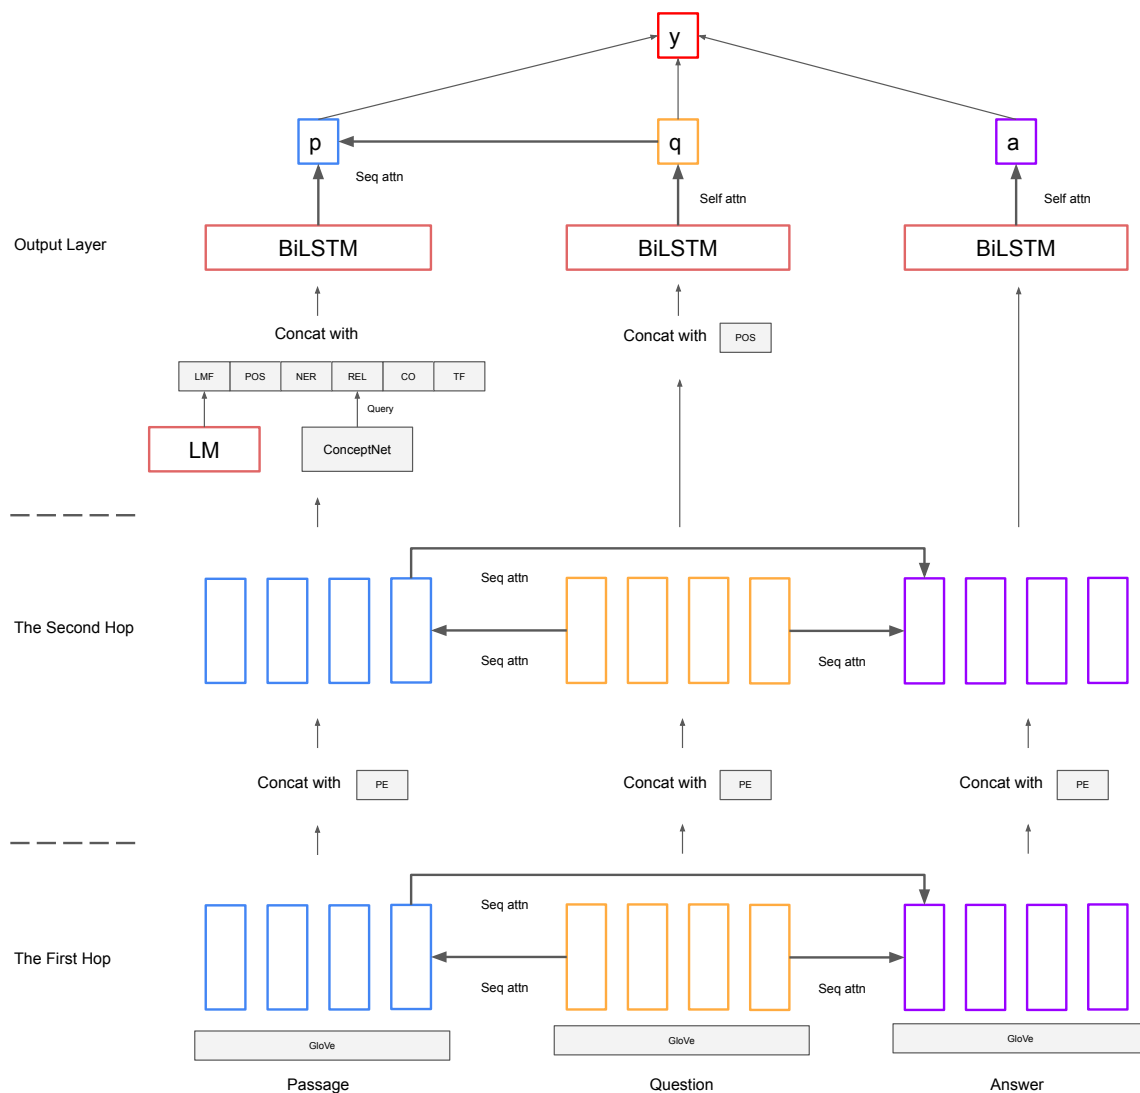 y
p
q
a
Seq attn
Self attn
Self attn
Output Layer
BiLSTM
BiLSTM
BiLSTM
Concat with
Concat with POS
LMF POS NER REL CO TF
Query
LM
ConceptNet
Seq attn
The Second Hop
Seq attn
Seq attn
Concat with PE
Concat with PE
Concat with PE
Seq attn
The First Hop
Seq attn
Seq attn
GloVe
GloVe
GloVe
Passage
Question
Answer